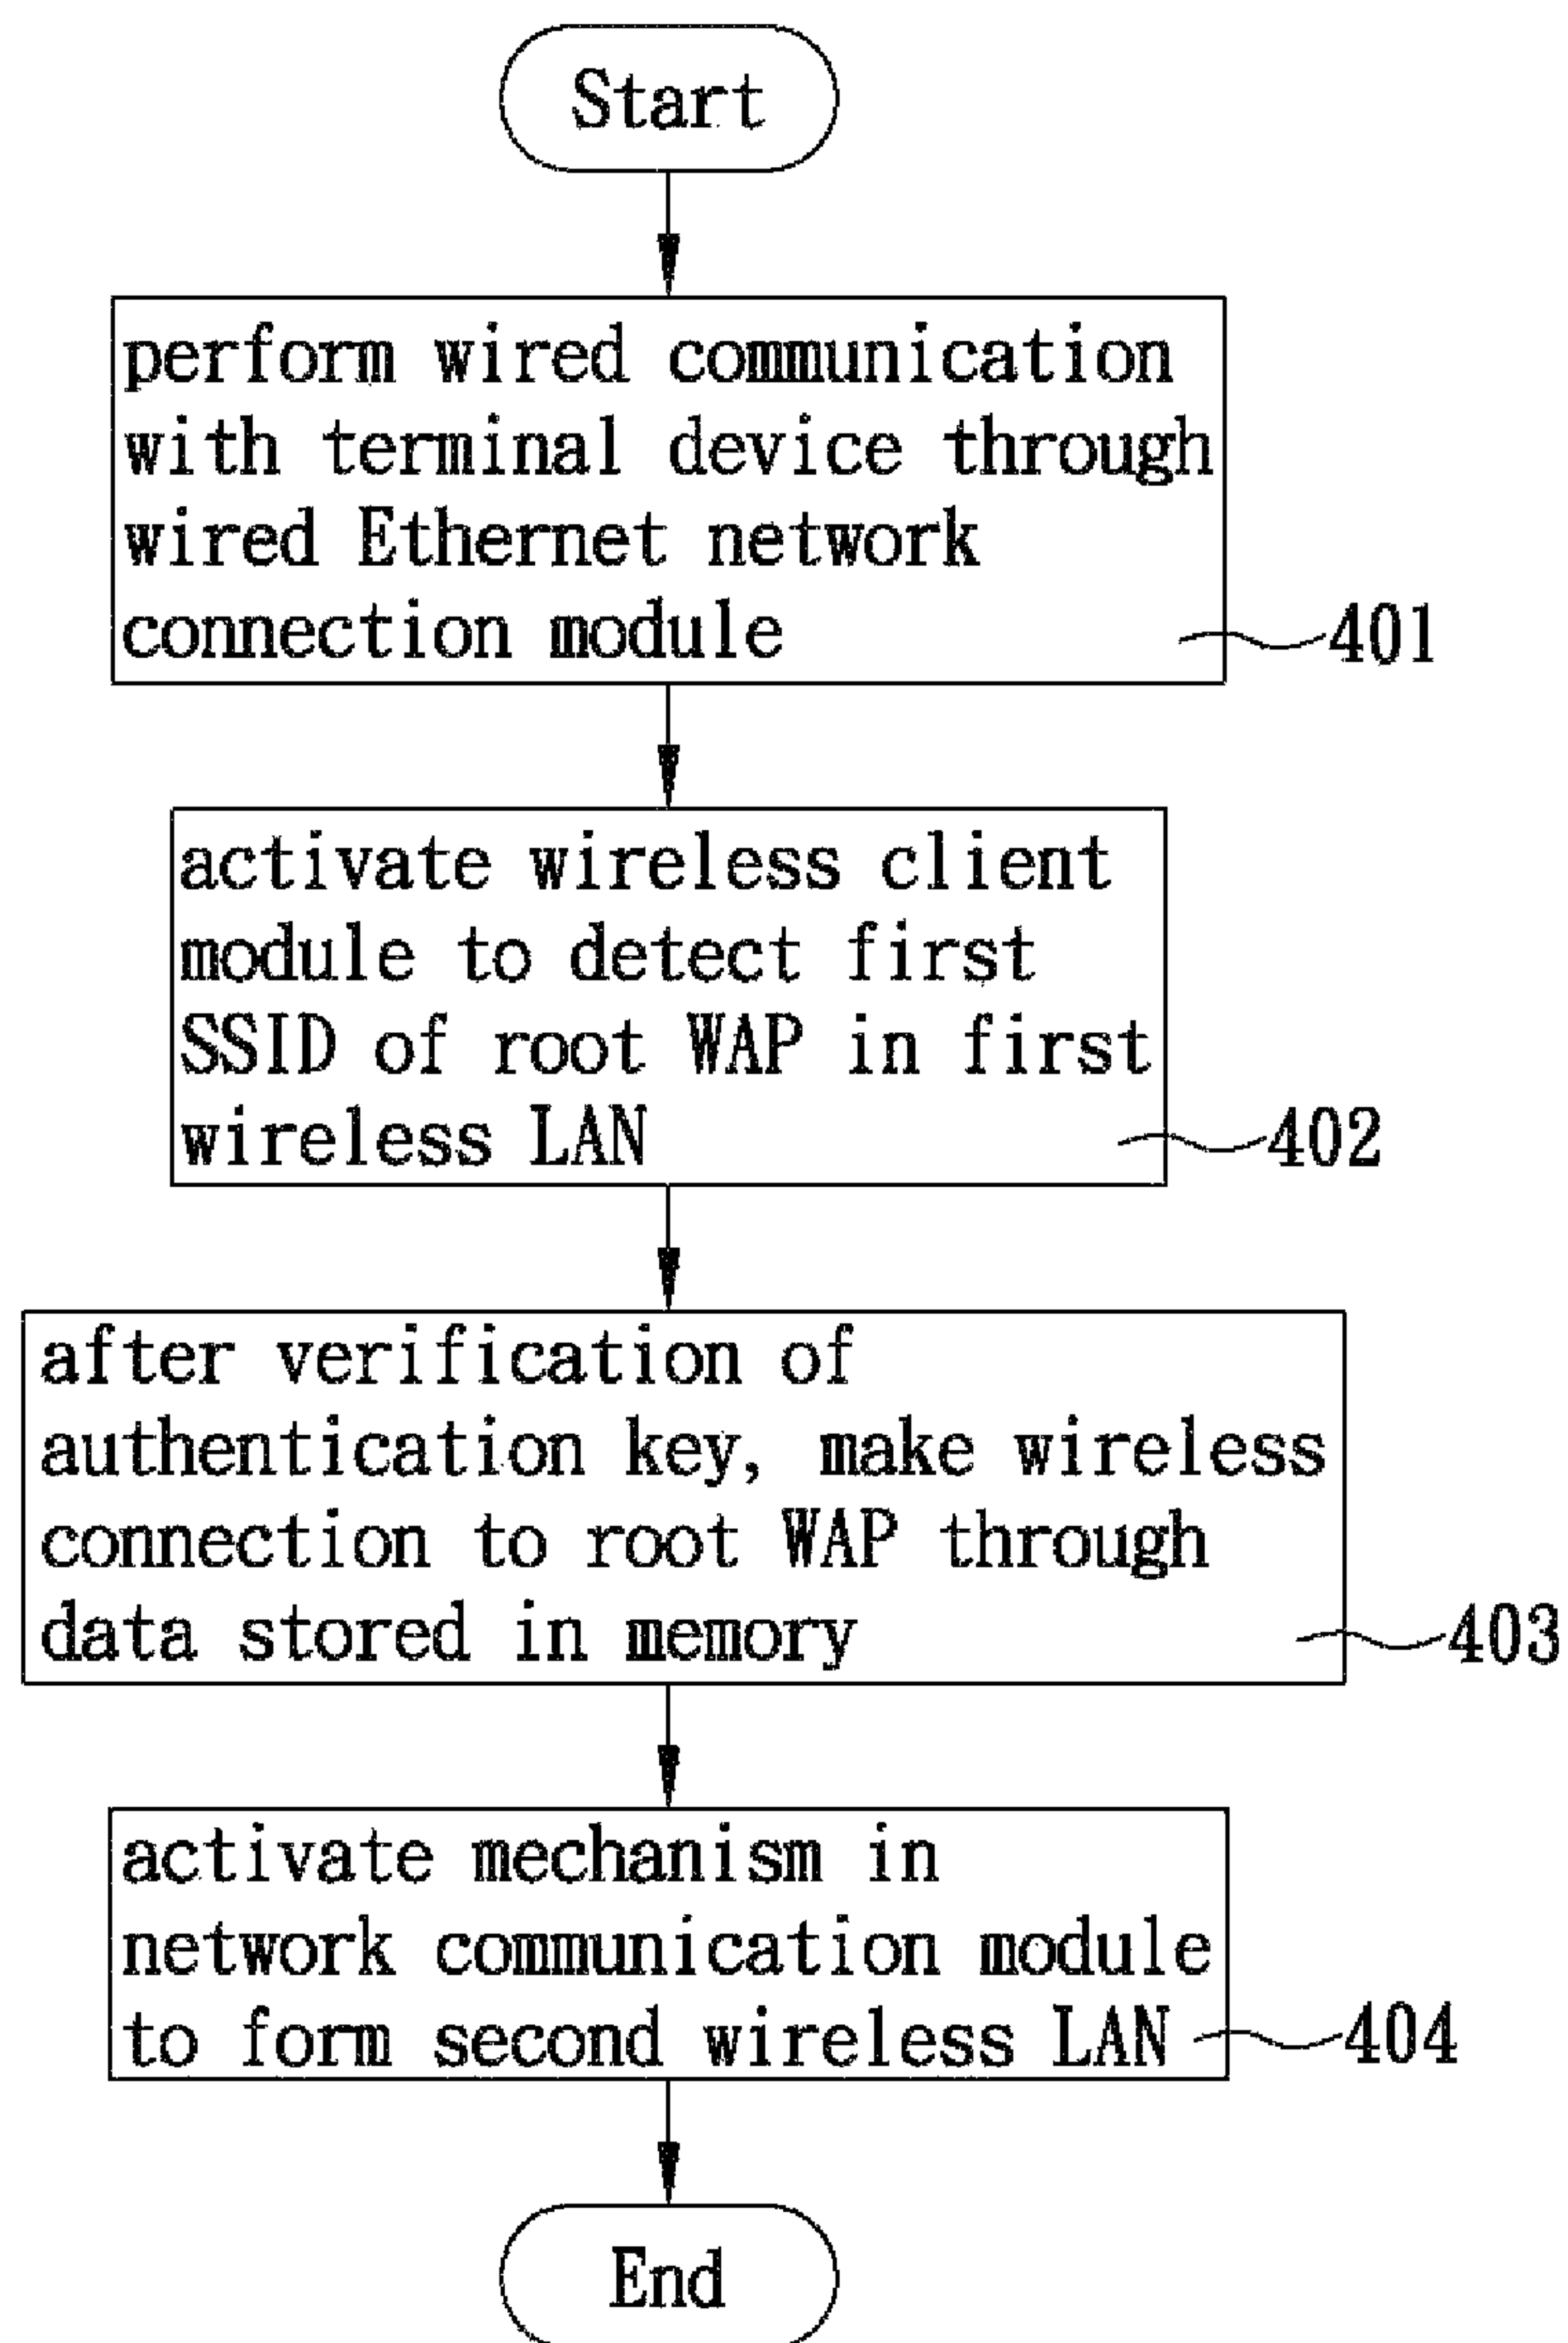 Start
perform wired communication
with terminal device through
wired Ethernet network
connection module
401
activate wireless client
module to detect first
SSID of root WAP in first
wireless LAN
402
after verification of
authentication key, make wireless
connection to root WAP through
data stored in memory
403
activate mechanism in
network communication module
to form second wireless LAN
404
End